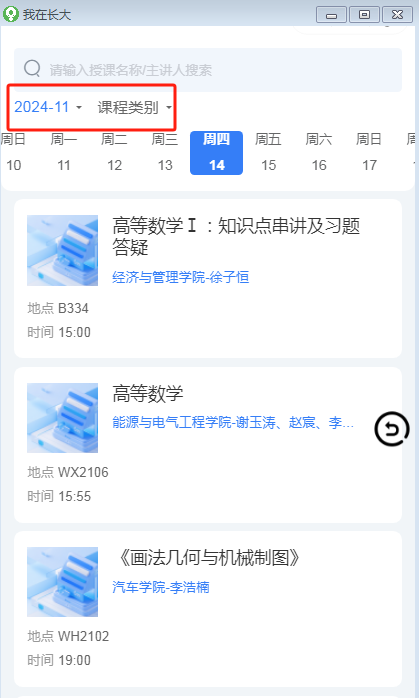 我在长大
请输入授课名称/主讲人搜索
2024-11 课程类别
周日 周一 周二 周三 周四 周五 周六 周日
10 11 12 13 14 15 16 17
高等数学Ⅰ：知识点串讲及习题
答疑
经济与管理学院-徐子恒
地点 B334
时间 15:00
高等数学
能源与电气工程学院-谢玉涛、赵宸、李...
地点 WX2106
时间 15:55
《画法几何与机械制图》
汽车学院-李浩楠
地点 WH2102
时间 19:00